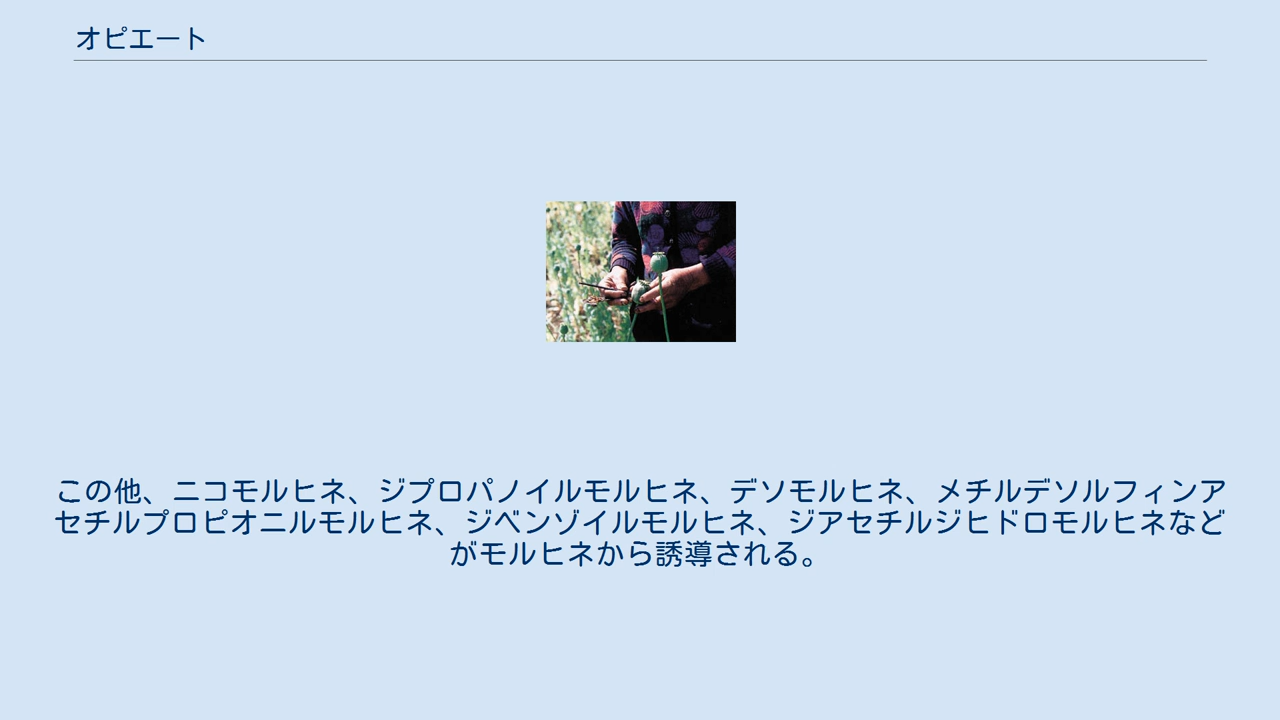 オピエート
この他、ニコモルヒネ、ジプロパノイルモルヒネ、デソモルヒネ、メチルデソルフィンア
セチルプロピオニルモルヒネ、ジベンゾイルモルヒネ、ジアセチルジヒドロモルヒネなど
がモルヒネから誘導される。